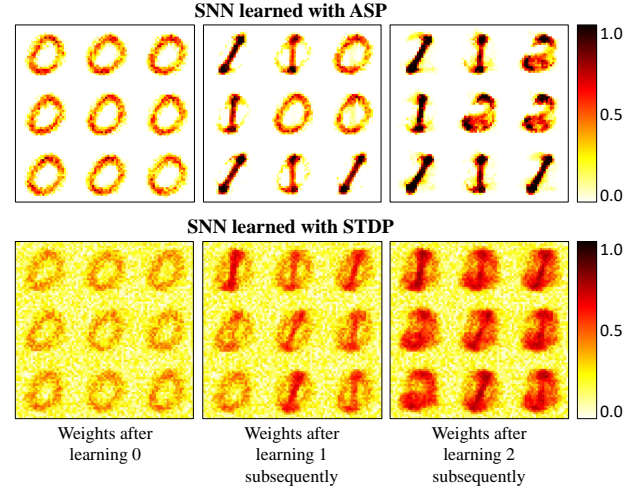 SNN learned with ASP
1.0
0.5
0.0
SNN learned with STDP
1.0
0.5
0.0
Weights after
learning 0
Weights after
learning 1
subsequently
Weights after
learning 2
subsequently